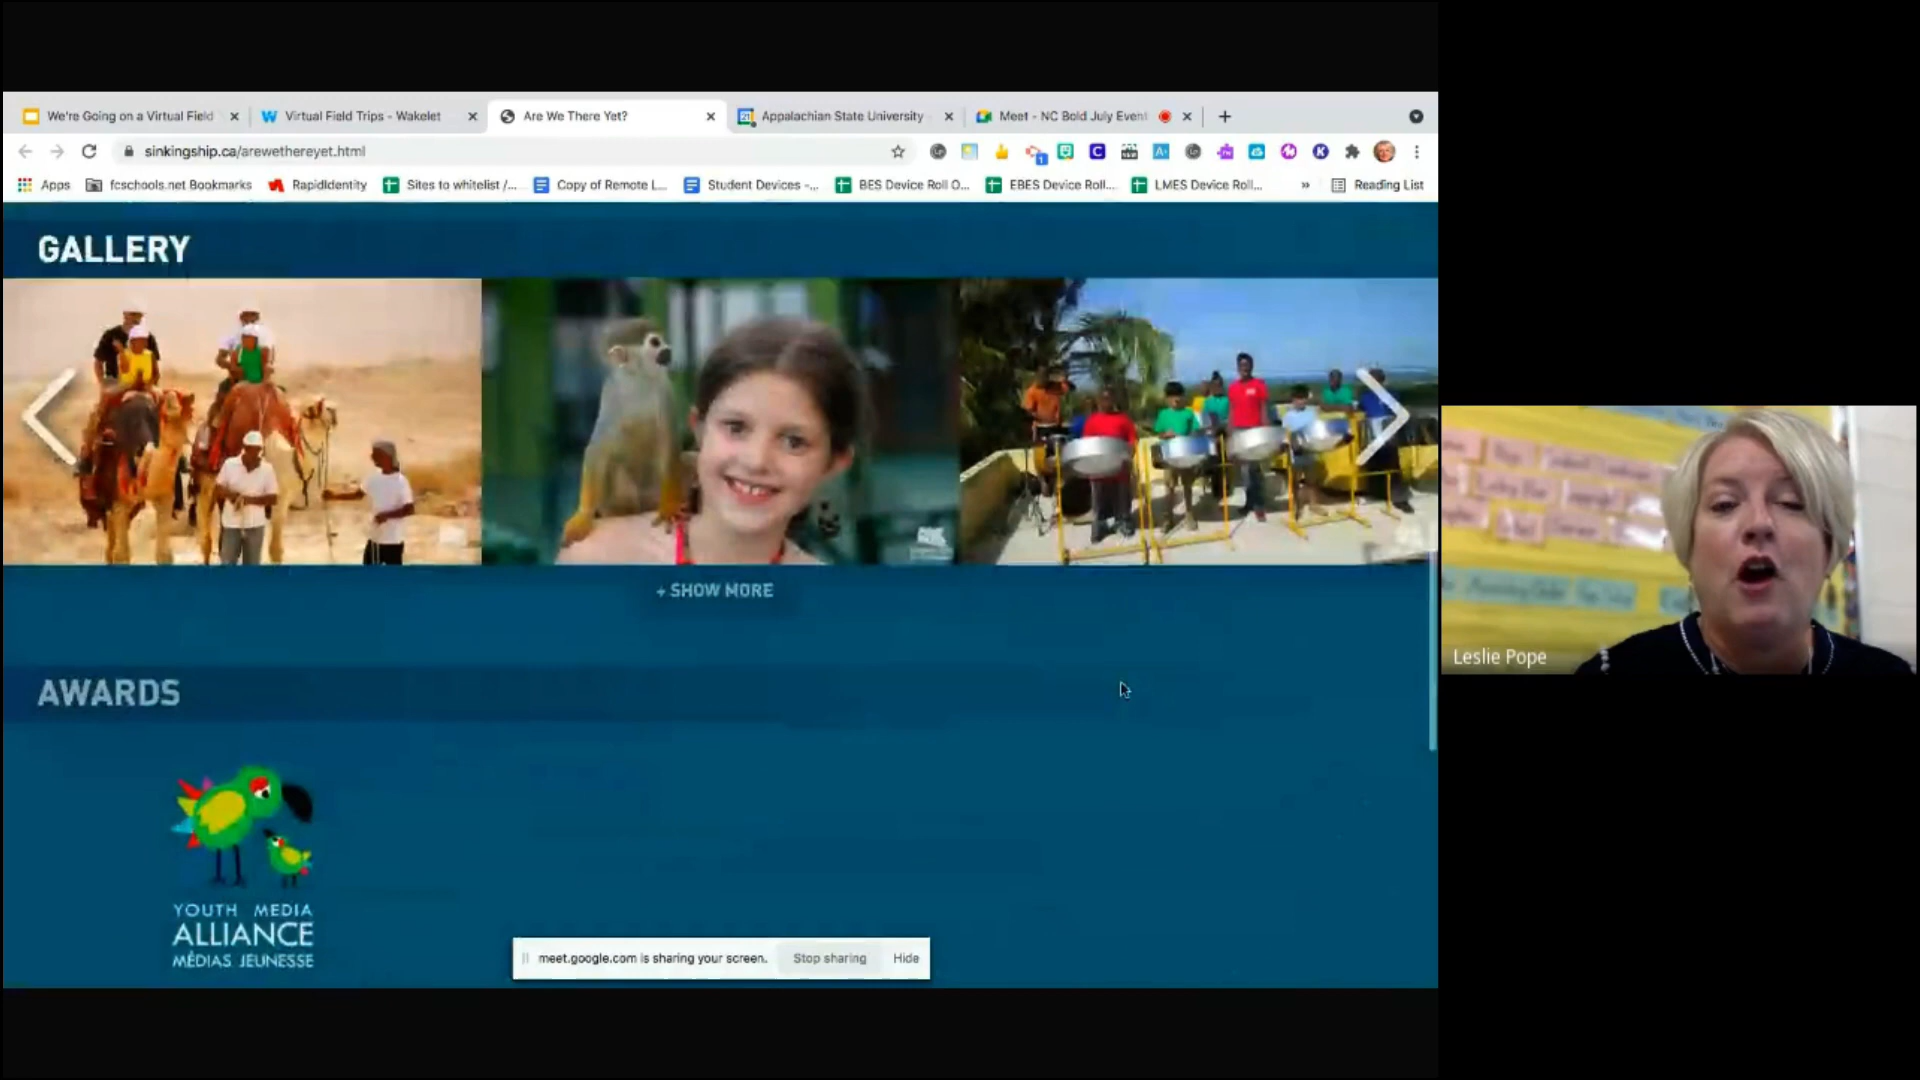 We're Going on a Virtual Field
Virtual Field Trips - Wakelet
Are We There Yet?
Appalachian State University
Meet - NC Bold July Event
sinkingship.ca/arewethereyet.html
Apps
fcschools.net Bookmarks
RapidIdentity
Sites to whitelist /...
Copy of Remote L...
Student Devices -...
BES Device Roll O...
EBES Device Roll...
LMES Device Roll...
»
Reading List
GALLERY
+ SHOW MORE
AWARDS
YOUTH MEDIA
ALLIANCE
MÉDIAS JEUNESSE
meet.google.com is sharing your screen.
Stop sharing
Hide
Leslie Pope